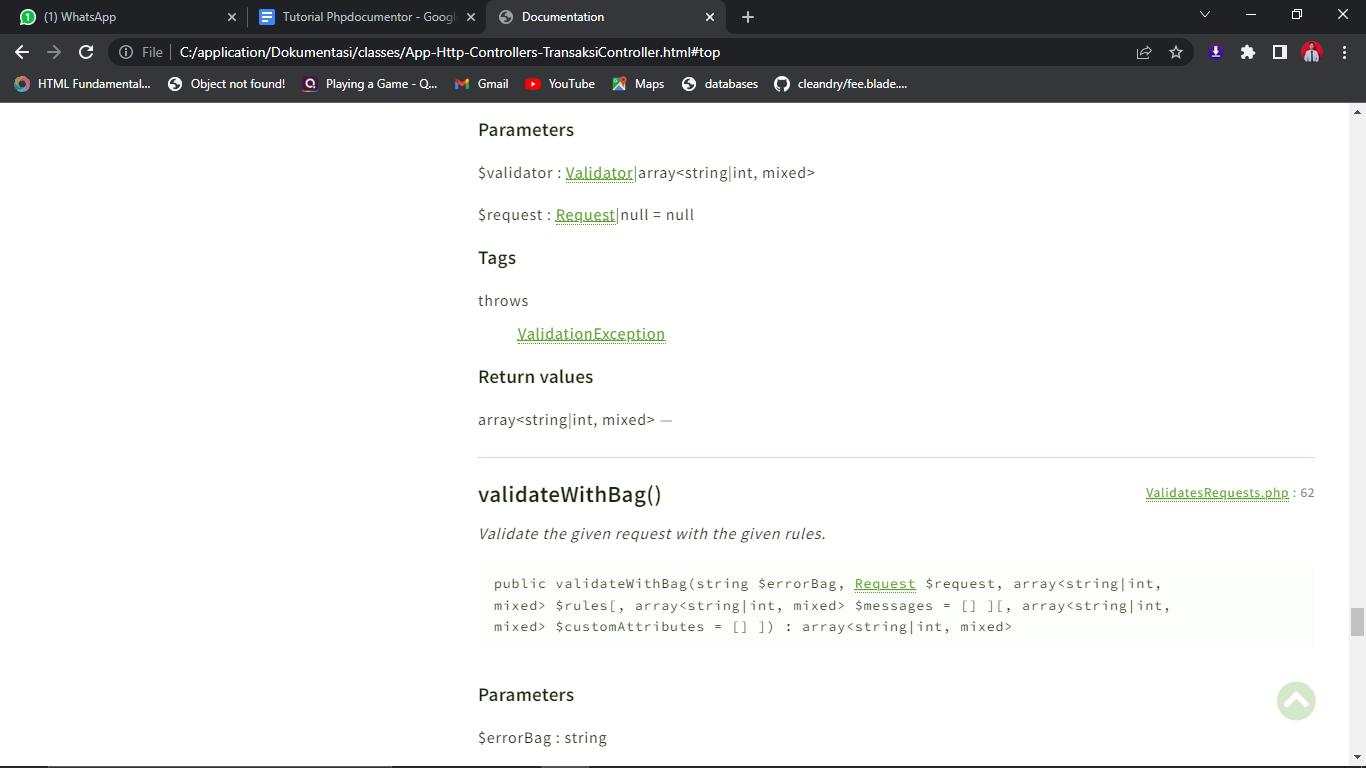 (1) WhatsApp
Tutorial Phpdocumentor - Google
Documentation
File
C:/application/Dokumentasi/classes/App-Http-Controllers-TransaksiController.html#top
HTML Fundamental...
Object not found!
Playing a Game - Q...
Gmail
YouTube
Maps
databases
cleandry/fee.blade....
Parameters
$validator : Validator|array<string|int, mixed>
$request : Request|null = null
Tags
throws
ValidationException
Return values
array<string|int, mixed> —
validateWithBag()
ValidatesRequests.php : 62
Validate the given request with the given rules.
public validateWithBag(string $errorBag, Request $request, array<string|int,
mixed> $rules[, array<string|int, mixed> $messages = [] ][, array<string|int,
mixed> $customAttributes = [] ]) : array<string|int, mixed>
Parameters
$errorBag : string